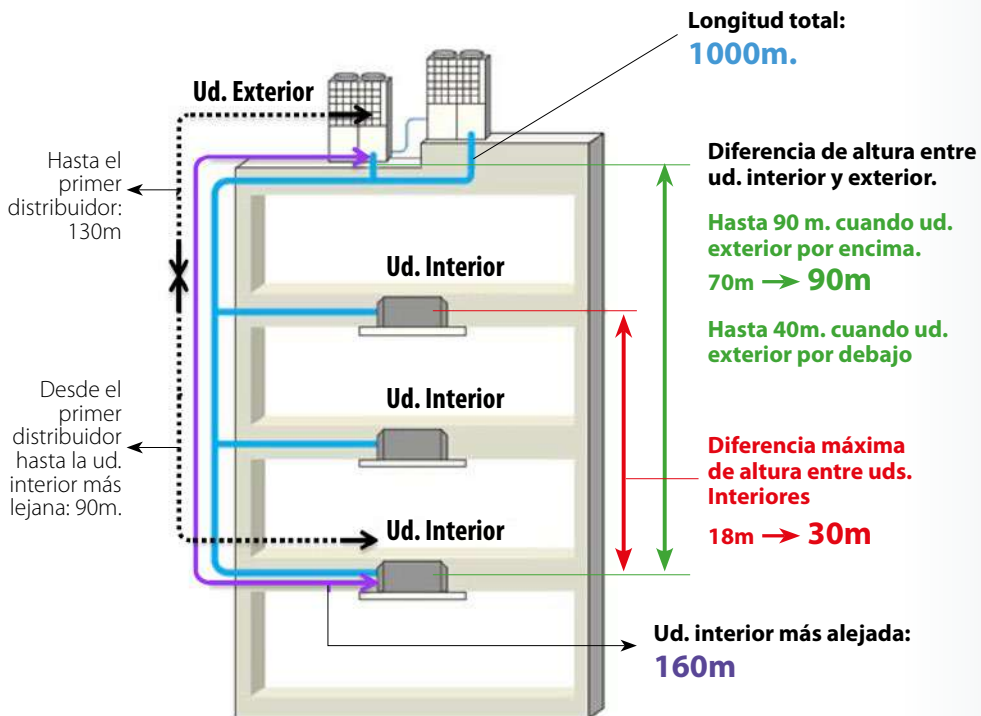 Longitud total:
1000m.
Ud. Exterior
Hasta el
primer
distribuidor:
130m
Diferencia de altura entre
ud. interior y exterior.
Hasta 90 m. cuando ud.
exterior por encima.
70m → 90m
Hasta 40m. cuando ud.
exterior por debajo
Ud. Interior
Ud. Interior
Desde el
primer
distribuidor
hasta la ud.
interior más
lejana: 90m.
Diferencia máxima
de altura entre uds.
Interiores
18m → 30m
Ud. Interior
Ud. interior más alejada:
160m